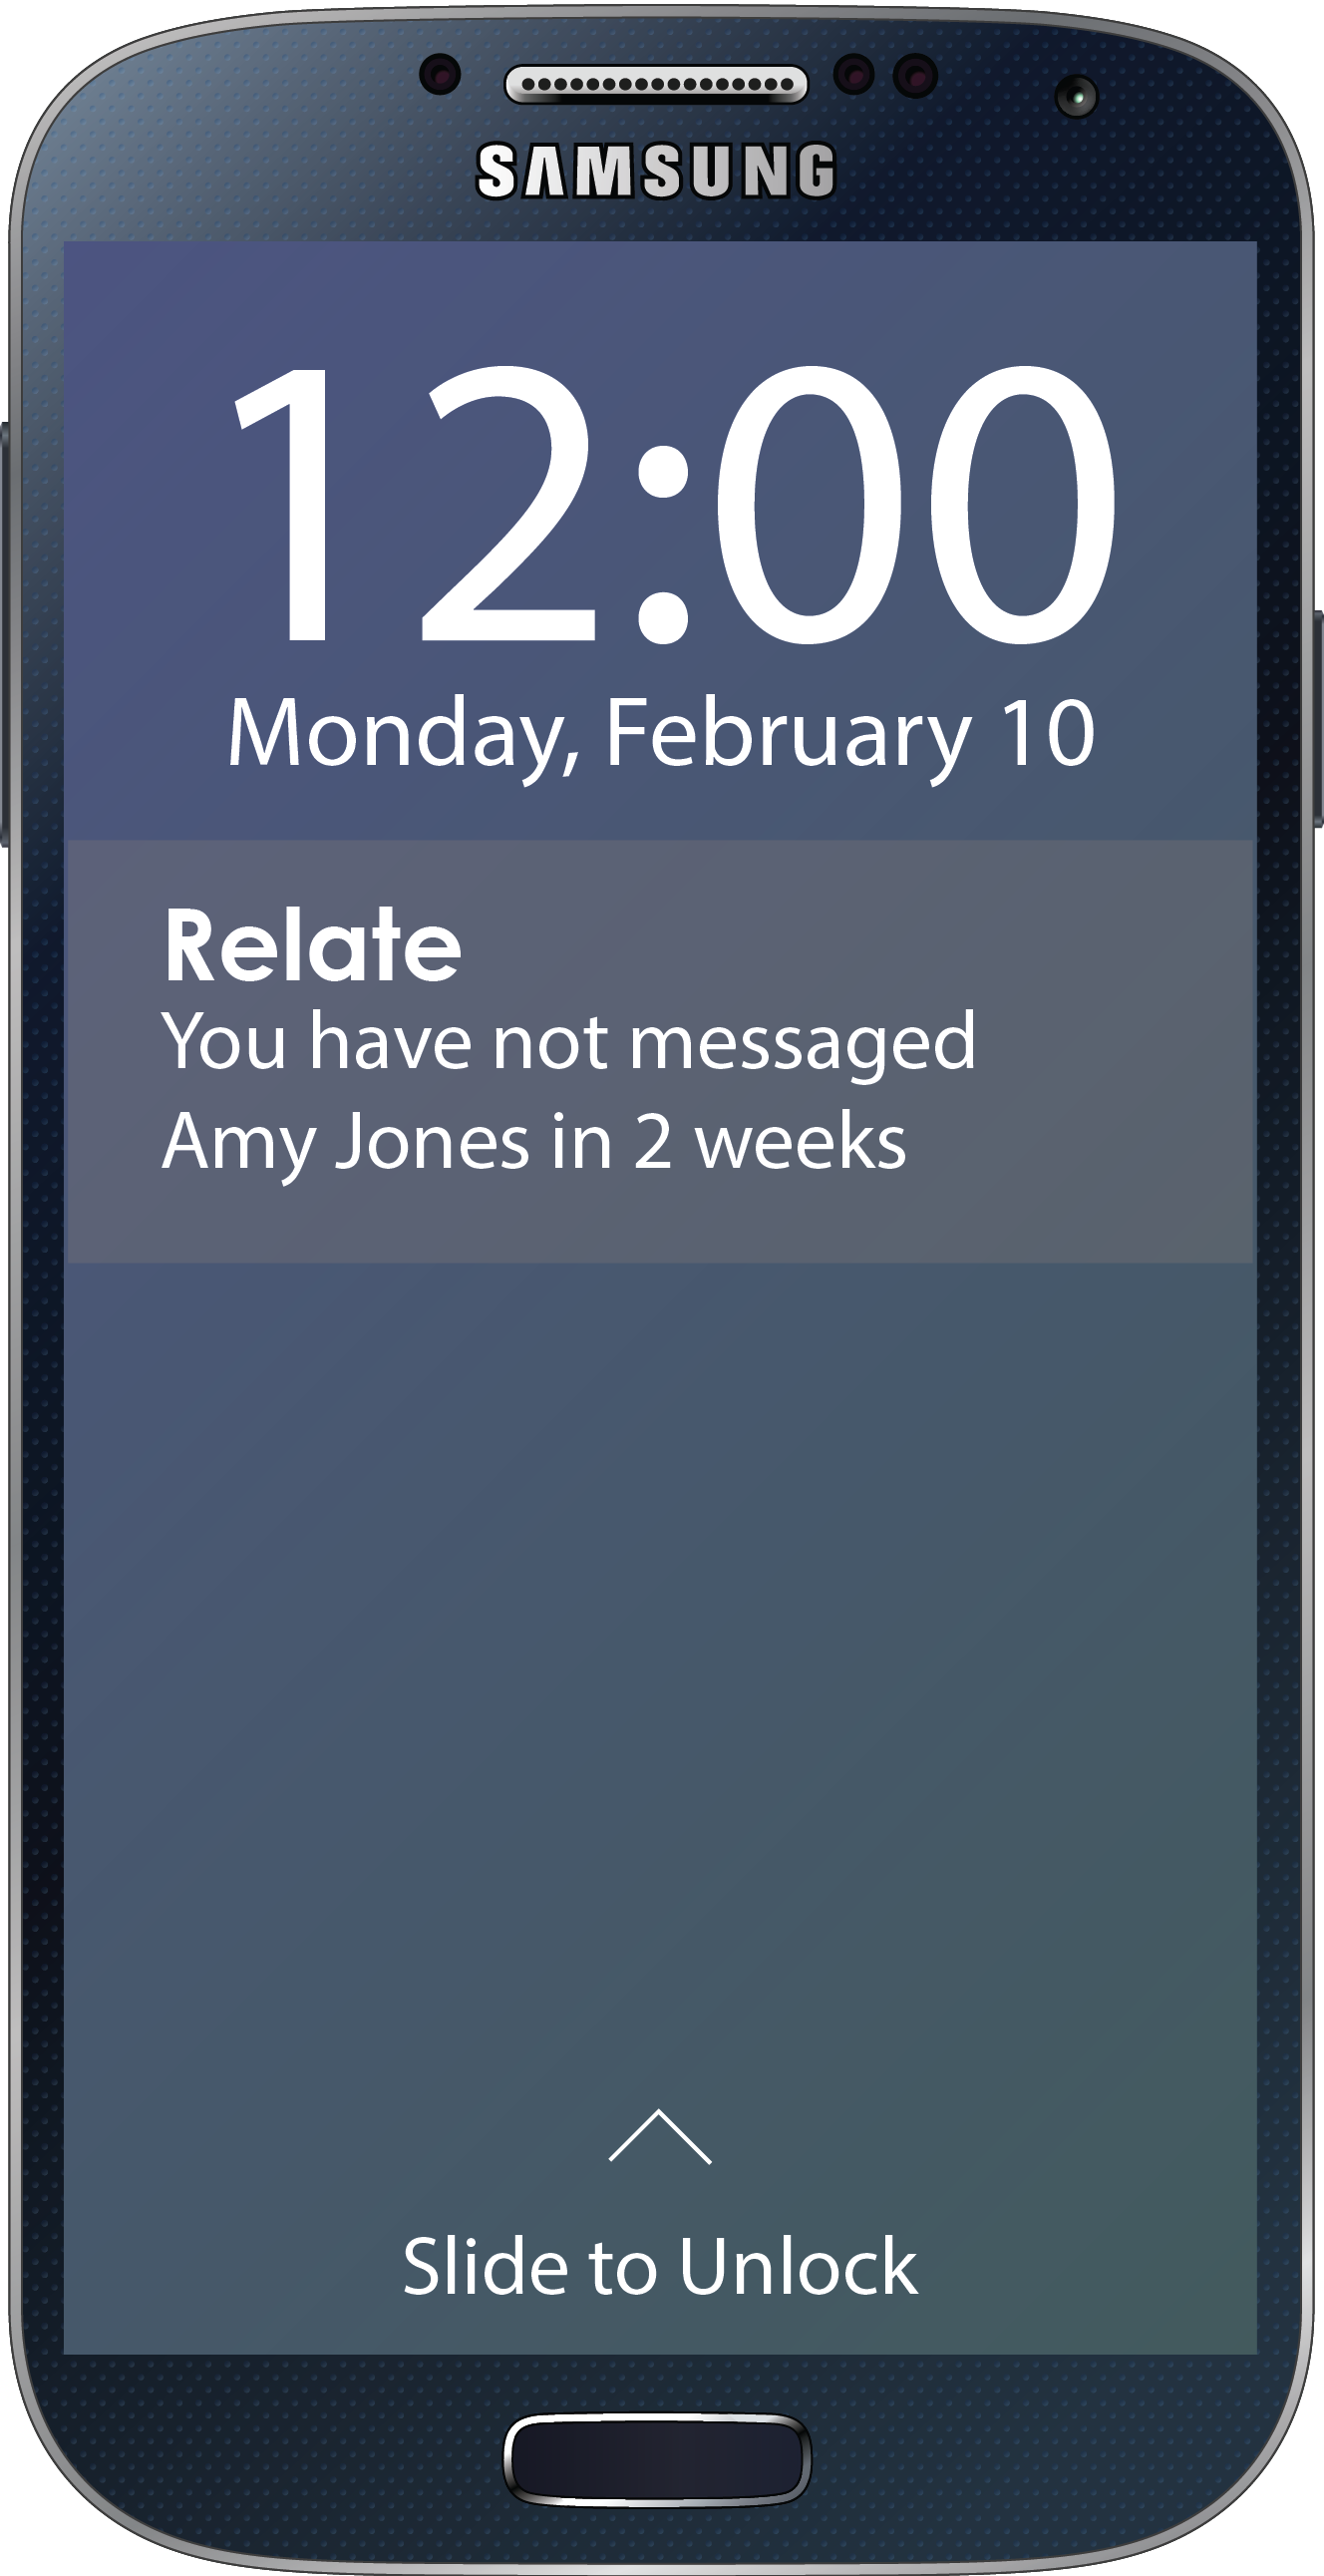 SAMSUNG
12:00
Monday, February 10
Relate
You have not messaged
Amy Jones in 2 weeks
Slide to Unlock